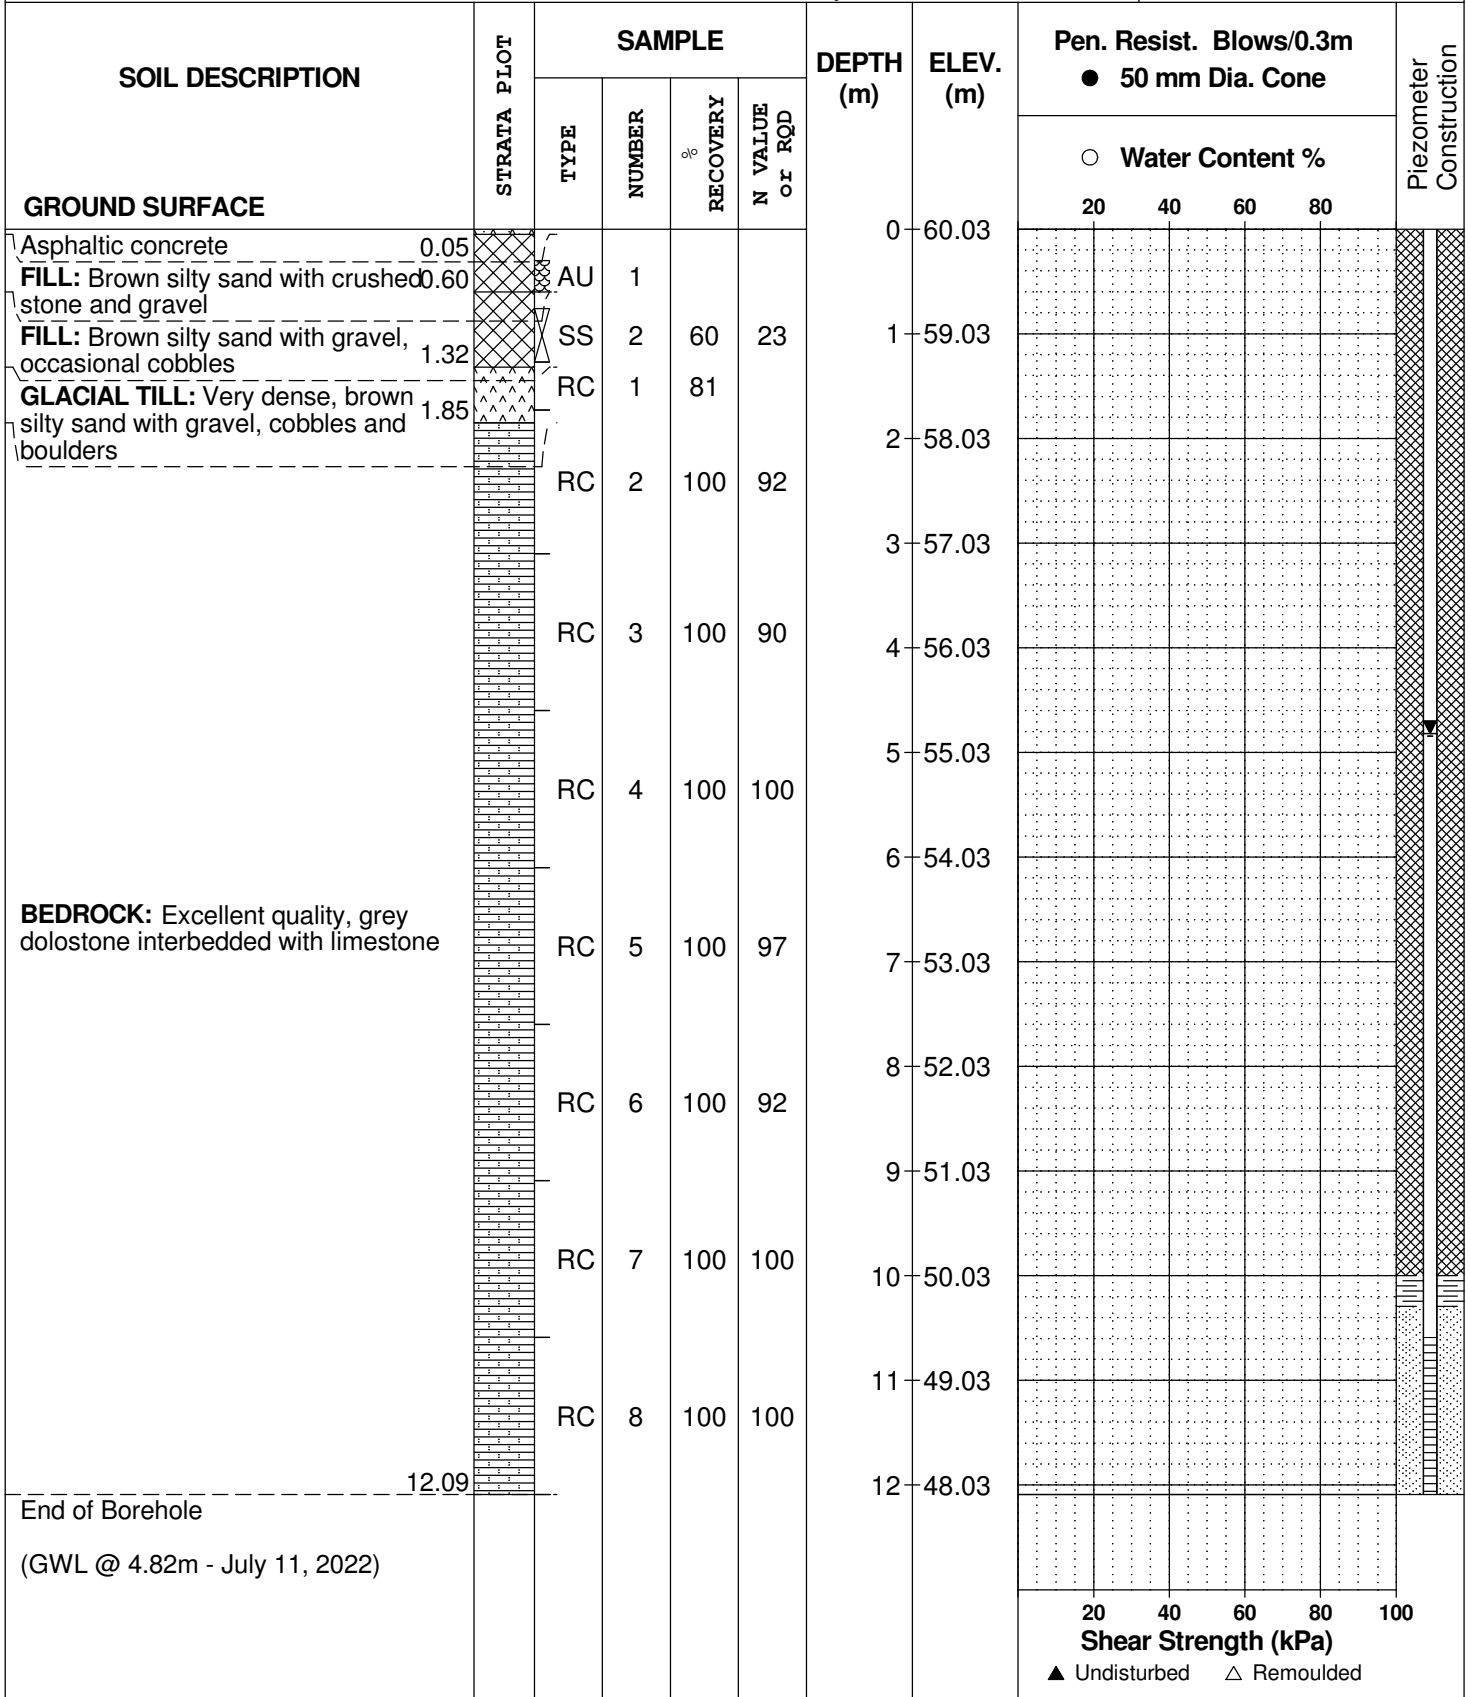 SOIL DESCRIPTION
GROUND SURFACE
STRATA PLOT
SAMPLE
TYPE
NUMBER
% RECOVERY
N VALUE or RQD
DEPTH (m)
ELEV. (m)
Pen. Resist. Blows/0.3m
● 50 mm Dia. Cone
○ Water Content %
20 40 60 80
Piezometer Construction
Asphaltic concrete 0.05
FILL: Brown silty sand with crushed 0.60
stone and gravel
FILL: Brown silty sand with gravel,
occasional cobbles 1.32
GLACIAL TILL: Very dense, brown
silty sand with gravel, cobbles and 1.85
boulders
BEDROCK: Excellent quality, grey
dolostone interbedded with limestone
12.09
End of Borehole
(GWL @ 4.82m - July 11, 2022)
AU 1
SS 2 60 23
RC 1 81
RC 2 100 92
RC 3 100 90
RC 4 100 100
RC 5 100 97
RC 6 100 92
RC 7 100 100
RC 8 100 100
0 60.03
1 59.03
2 58.03
3 57.03
4 56.03
5 55.03
6 54.03
7 53.03
8 52.03
9 51.03
10 50.03
11 49.03
12 48.03
20 40 60 80 100
Shear Strength (kPa)
▲ Undisturbed △ Remoulded